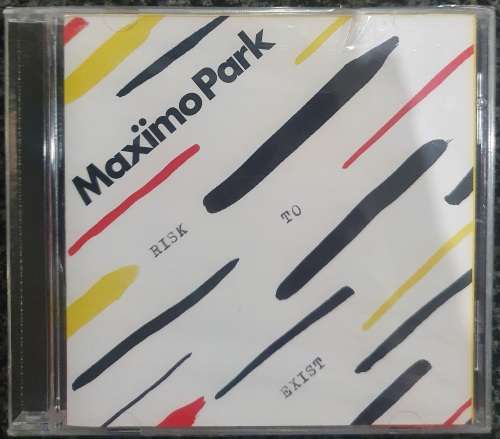 Maxïmo Park
RISK TO
EXIST